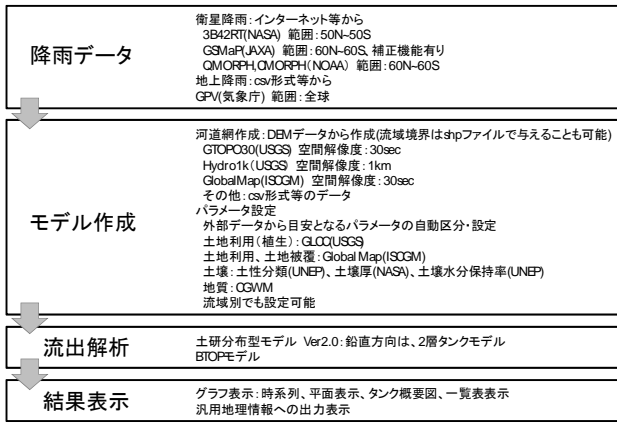 降雨データ
衛星降雨:インターネット等から
3B42RT(NASA) 範囲:50N~50S
GSMaP(JAXA) 範囲:60N~60S、補正機能有り
QMORPH,CMORPH(NOAA) 範囲:60N~60S
地上降雨:csv形式等から
GPV(気象庁) 範囲:全球
モデル作成
河道網作成:DEMデータから作成(流域境界はshpファイルで与えることも可能)
GTOPO30(USGS) 空間解像度:30sec
Hydro1k(USGS) 空間解像度:1km
GlobalMap(ISCGM) 空間解像度:30sec
その他:csv形式等のデータ
パラメータ設定
外部データから目安となるパラメータの自動区分・設定
土地利用(植生):GLCC(USGS)
土地利用、土地被覆:Global Map(ISCGM)
土壌:土性分類(UNEP)、土壌厚(NASA)、土壌水分保持率(UNEP)
地質:CGWM
流域別でも設定可能
流出解析
土研分布型モデル Ver2.0:鉛直方向は、2層タンクモデル
BTOPモデル
結果表示
グラフ表示:時系列、平面表示、タンク概要図、一覧表表示
汎用地理情報への出力表示